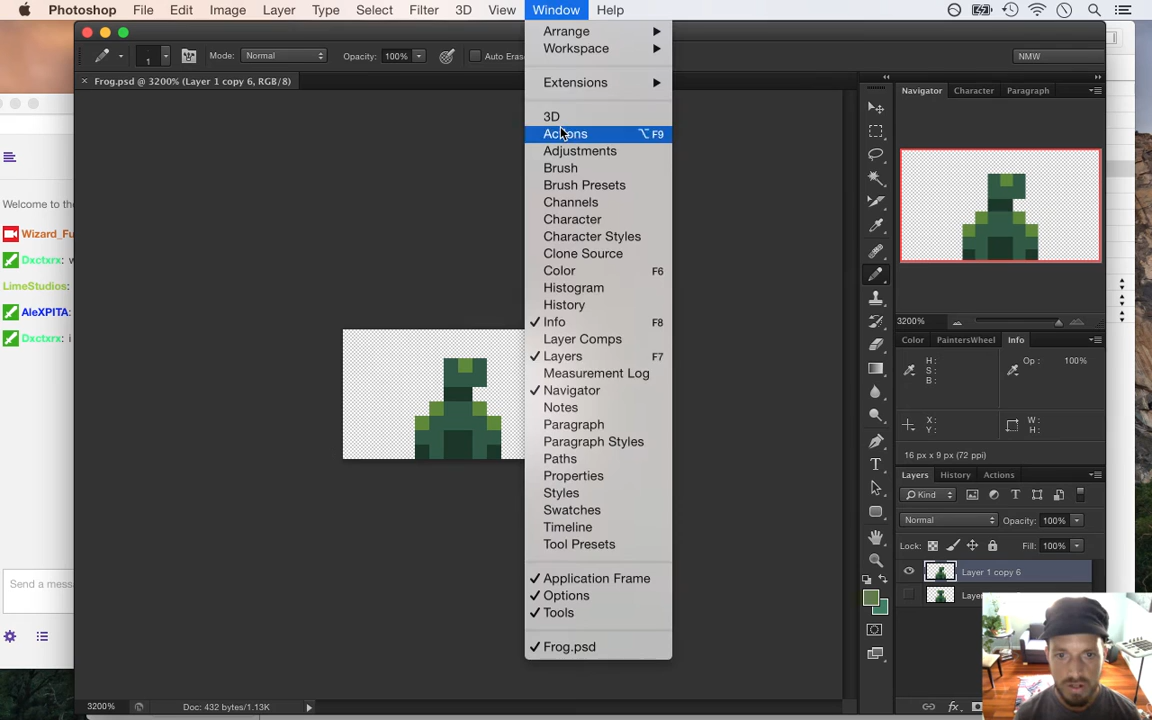 Photoshop File Edit Image Layer Type Select Filter 3D View Window Help
1 Mode: Normal Opacity: 100% Auto Eras
NMW
Frog.psd @ 3200% (Layer 1 copy 6, RGB/8)
Arrange
Workspace
Extensions
3D
Actions ⌥ F9
Adjustments
Brush
Brush Presets
Channels
Character
Character Styles
Clone Source
Color F6
Histogram
History
Info F8
Layer Comps
Layers F7
Measurement Log
Navigator
Notes
Paragraph
Paragraph Styles
Paths
Properties
Styles
Swatches
Timeline
Tool Presets
Application Frame
Options
Tools
Frog.psd
Welcome to the
Wizard_Fu
Dxctxrx: w
LimeStudios:
AleXPITA:
Dxctxrx: i
Send a mess
3200% Doc: 432 bytes/1.13K
Navigator Character Paragraph
3200%
Color PaintersWheel Info
H: Op: 100%
S:
B:
X: W:
Y: H:
16 px x 9 px (72 ppi)
Layers History Actions
Kind
Normal Opacity: 100%
Lock: Fill: 100%
Layer 1 copy 6
Laye
fx